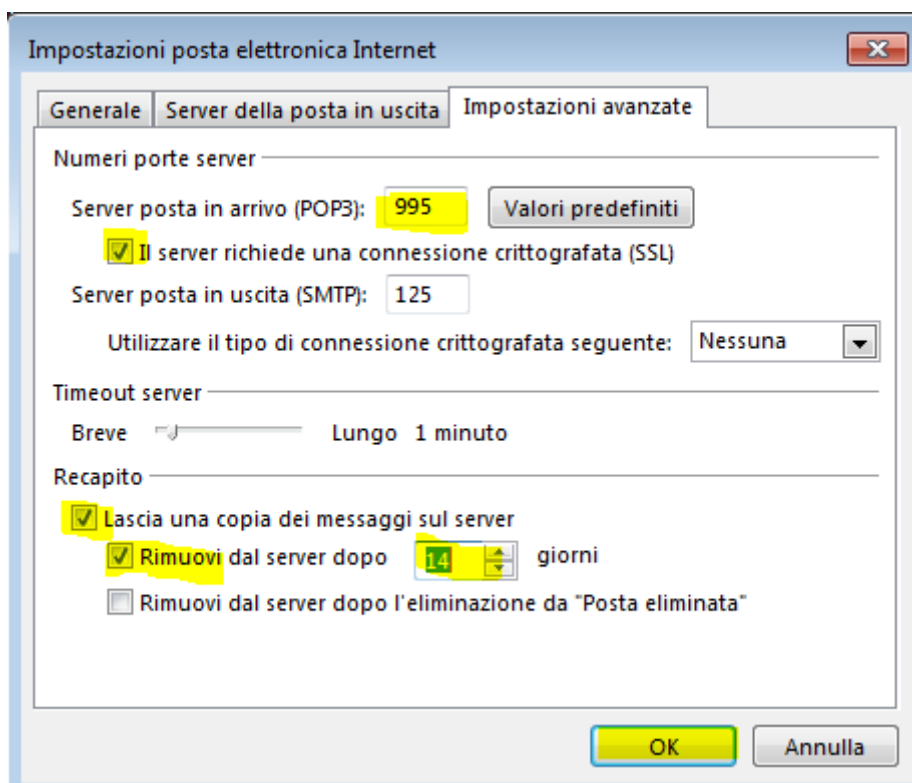 Impostazioni posta elettronica Internet
Generale Server della posta in uscita Impostazioni avanzate
Numeri porte server
Server posta in arrivo (POP3): 995 Valori predefiniti
Il server richiede una connessione crittografata (SSL)
Server posta in uscita (SMTP): 125
Utilizzare il tipo di connessione crittografata seguente: Nessuna
Timeout server
Breve Lungo 1 minuto
Recapito
Lascia una copia dei messaggi sul server
Rimuovi dal server dopo 14 giorni
Rimuovi dal server dopo l'eliminazione da "Posta eliminata"
OK Annulla